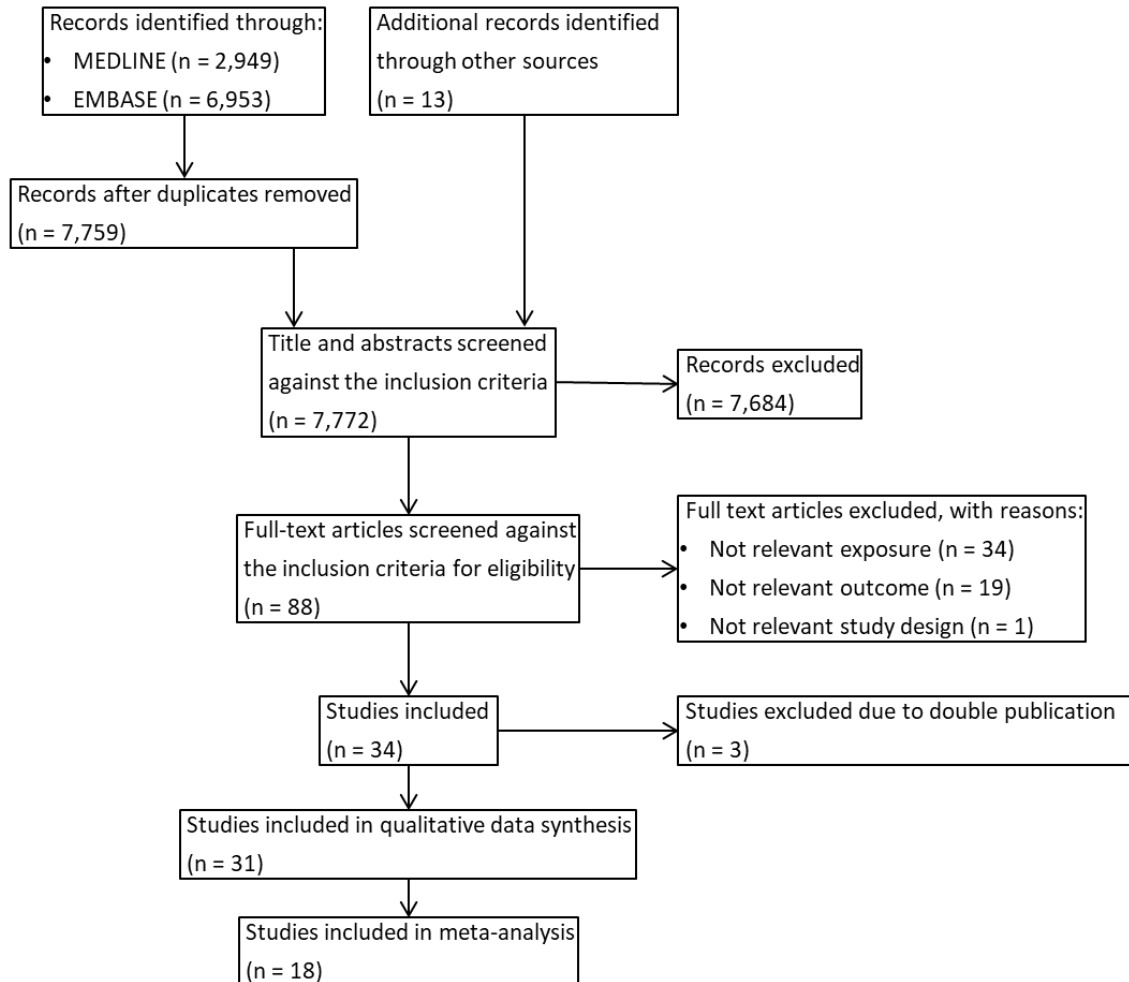 Records identified through:
• MEDLINE (n = 2,949)
• EMBASE (n = 6,953)
Additional records identified
through other sources
(n = 13)
Records after duplicates removed
(n = 7,759)
Title and abstracts screened
against the inclusion criteria
(n = 7,772)
Records excluded
(n = 7,684)
Full-text articles screened against
the inclusion criteria for eligibility
(n = 88)
Full text articles excluded, with reasons:
• Not relevant exposure (n = 34)
• Not relevant outcome (n = 19)
• Not relevant study design (n = 1)
Studies included
(n = 34)
Studies excluded due to double publication
(n = 3)
Studies included in qualitative data synthesis
(n = 31)
Studies included in meta-analysis
(n = 18)